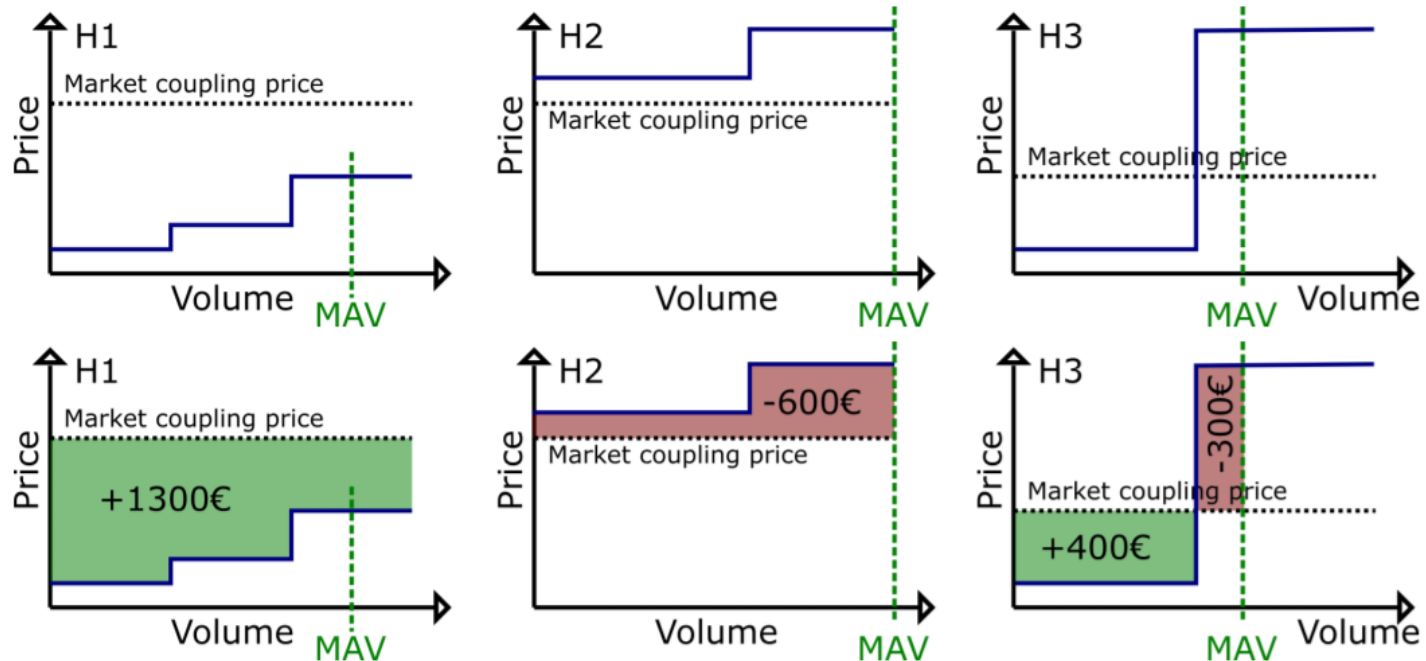 H1
Market coupling price
Price
Volume
MAV
H2
Market coupling price
Price
Volume
MAV
H3
Market coupling price
Price
Volume
MAV
H1
Market coupling price
+1300€
Price
Volume
MAV
H2
-600€
Market coupling price
Price
Volume
MAV
H3
-300€
Market coupling price
+400€
Price
Volume
MAV